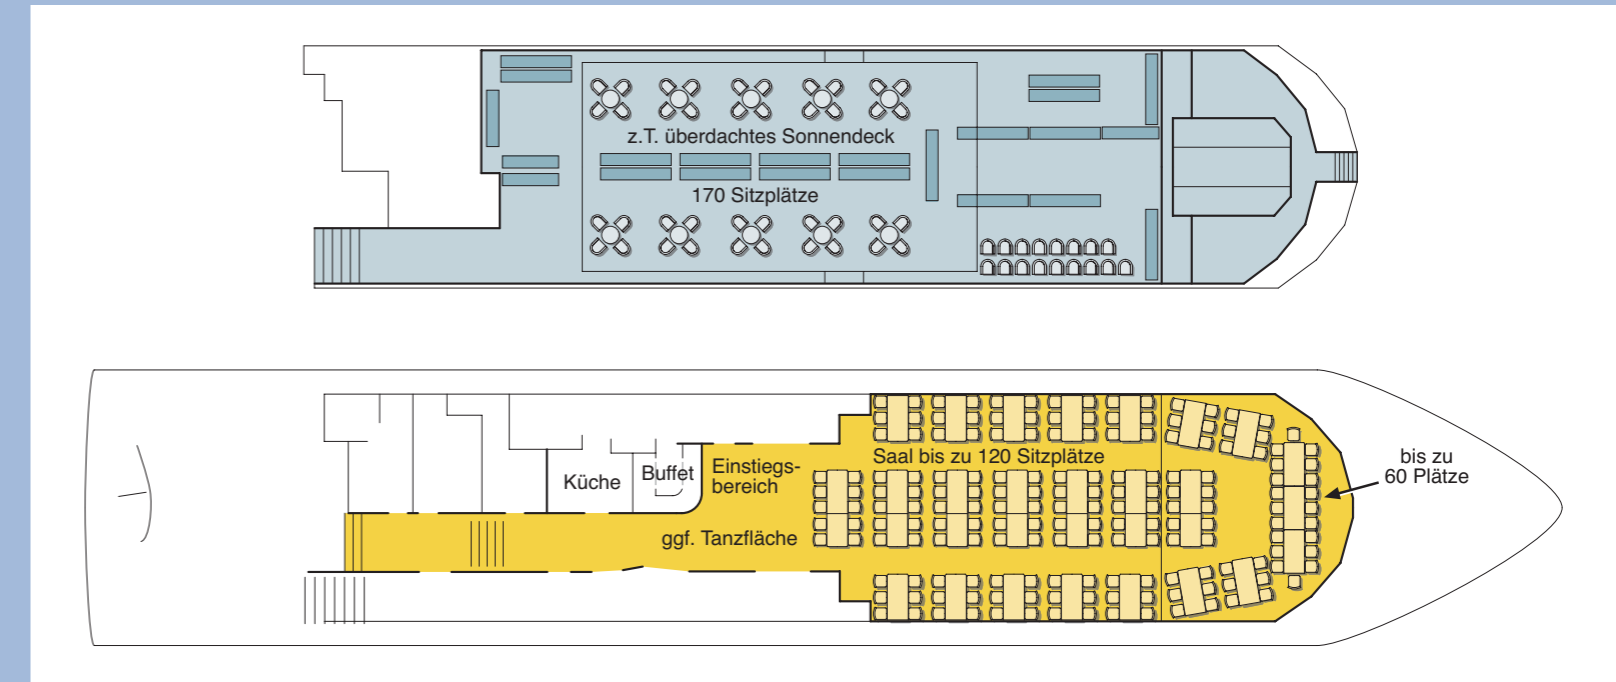 z.T. überdachtes Sonnendeck
170 Sitzplätze
Saal bis zu 120 Sitzplätze
bis zu
60 Plätze
Einstiegs-
bereich
Buffet
Küche
ggf. Tanzfläche